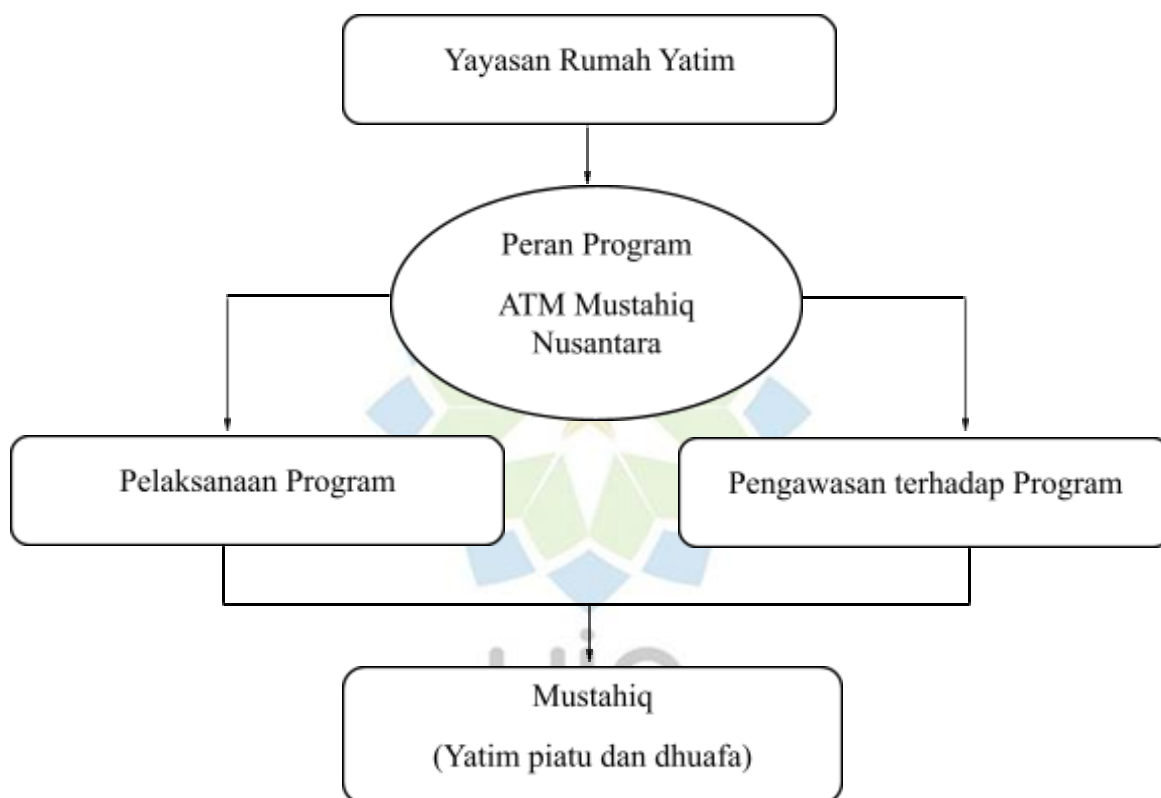 Yayasan Rumah Yatim
Peran Program
ATM Mustahiq
Nusantara
Pelaksanaan Program
Pengawasan terhadap Program
Mustahiq
(Yatim piatu dan dhuafa)